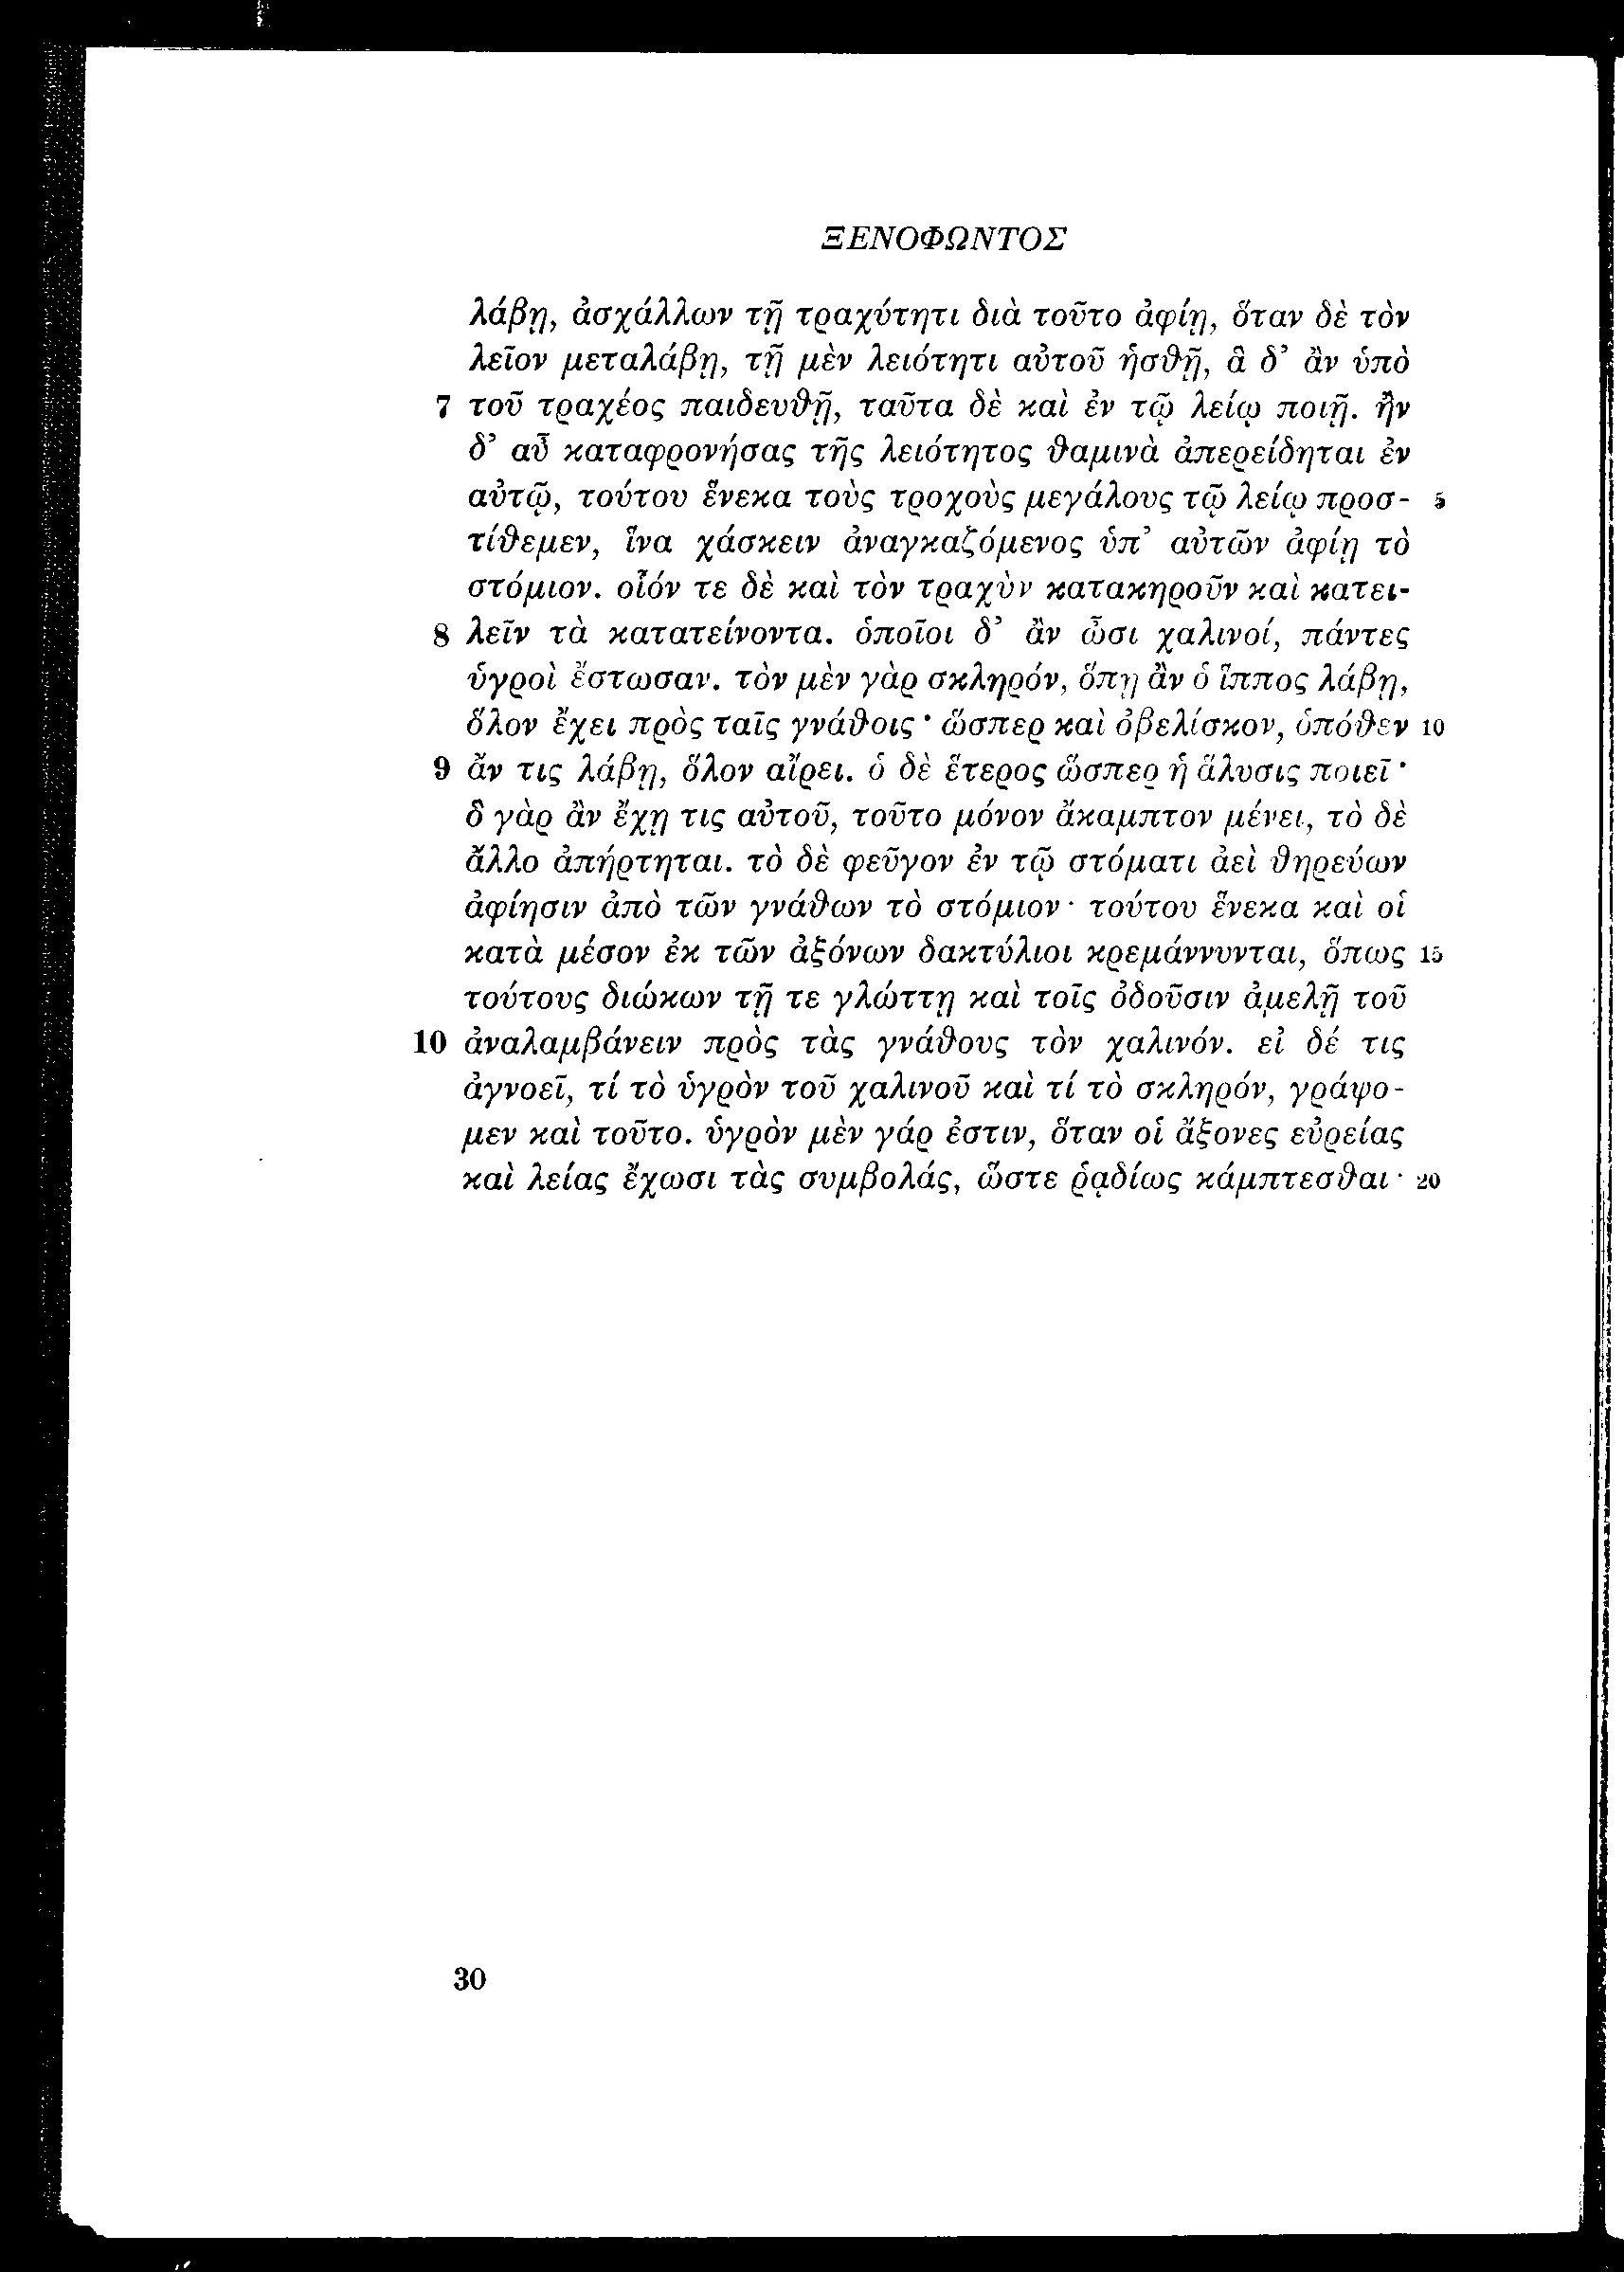 ΞΕΝΟΦΩΝΤΟΣ
λάβῃ, ἀσχάλλων τῇ τραχύτητι διὰ τοῦτο ἀφίῃ, ὅταν δὲ τὸν
λεῖον μεταλάβῃ, τῇ μὲν λειότητι αὐτοῦ ἡσθῇ, ἃ δ’ ἂν ὑπὸ
7 τοῦ τραχέος παιδευθῇ, ταῦτα δὲ καὶ ἐν τῷ λείῳ ποιῇ. ἢν
δ’ αὖ καταφρονήσας τῆς λειότητος θαμινὰ ἀπερείδηται ἐν
αὐτῷ, τούτου ἕνεκα τοὺς τροχοὺς μεγάλους τῷ λείῳ προσ- 5
τίθεμεν, ἵνα χάσκειν ἀναγκαζόμενος ὑπ’ αὐτῶν ἀφίῃ τὸ
στόμιον. οἷόν τε δὲ καὶ τὸν τραχὺν κατακηροῦν καὶ κατει-
8 λεῖν τὰ κατατείνοντα. ὁποῖοι δ’ ἂν ὦσι χαλινοί, πάντες
ὑγροὶ ἔστωσαν. τὸν μὲν γὰρ σκληρόν, ὅπῃ ἂν ὁ ἵππος λάβῃ,
ὅλον ἔχει πρὸς ταῖς γνάθοις· ὥσπερ καὶ ὀβελίσκον, ὁπόθεν 10
9 ἄν τις λάβῃ, ὅλον αἴρει. ὁ δὲ ἕτερος ὥσπερ ἡ ἅλυσις ποιεῖ·
ὃ γὰρ ἂν ἔχῃ τις αὐτοῦ, τοῦτο μόνον ἄκαμπτον μένει, τὸ δὲ
ἄλλο ἀπήρτηται. τὸ δὲ φεῦγον ἐν τῷ στόματι ἀεὶ θηρεύων
ἀφίησιν ἀπὸ τῶν γνάθων τὸ στόμιον· τούτου ἕνεκα καὶ οἱ
κατὰ μέσον ἐκ τῶν ἀξόνων δακτύλιοι κρεμάννυνται, ὅπως 15
τούτους διώκων τῇ τε γλώττῃ καὶ τοῖς ὀδοῦσιν ἀμελῇ τοῦ
10 ἀναλαμβάνειν πρὸς τὰς γνάθους τὸν χαλινόν. εἰ δέ τις
ἀγνοεῖ, τί τὸ ὑγρὸν τοῦ χαλινοῦ καὶ τί τὸ σκληρόν, γράψο-
μεν καὶ τοῦτο. ὑγρὸν μὲν γάρ ἐστιν, ὅταν οἱ ἄξονες εὐρείας
καὶ λείας ἔχωσι τὰς συμβολάς, ὥστε ῥᾳδίως κάμπτεσθαι· 20
30